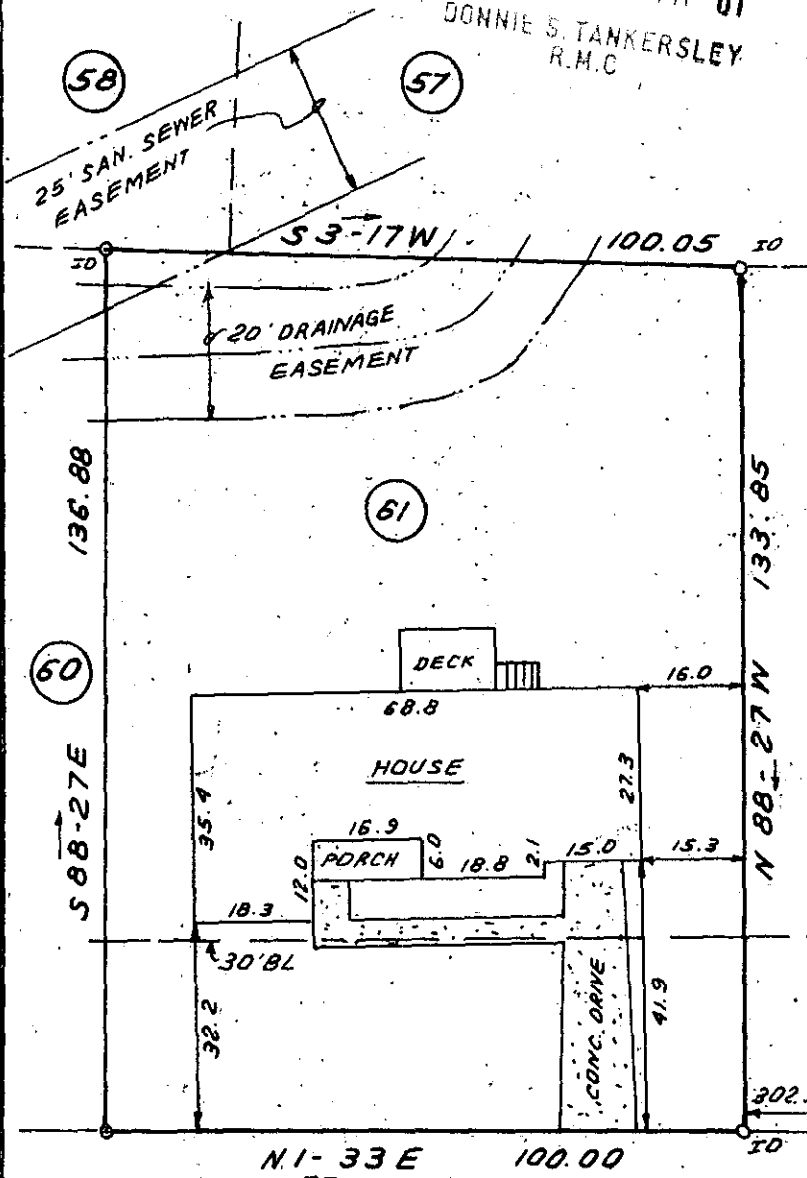 DONNIE S. TANKERSLEY
R.M.C
58
57
25' SAN. SEWER
EASEMENT
S 3-17W
100.05
IO
IO
20' DRAINAGE
EASEMENT
136.88
133.85
61
60
DECK
16.0
68.8
HOUSE
S 88-27E
N 88-27W
35.4
27.3
16.9
PORCH
6.0
18.8
2.1
15.0
15.3
12.0
18.3
30'BL
32.2
CONC. DRIVE
41.9
302.
IO
N.1-33E
100.00